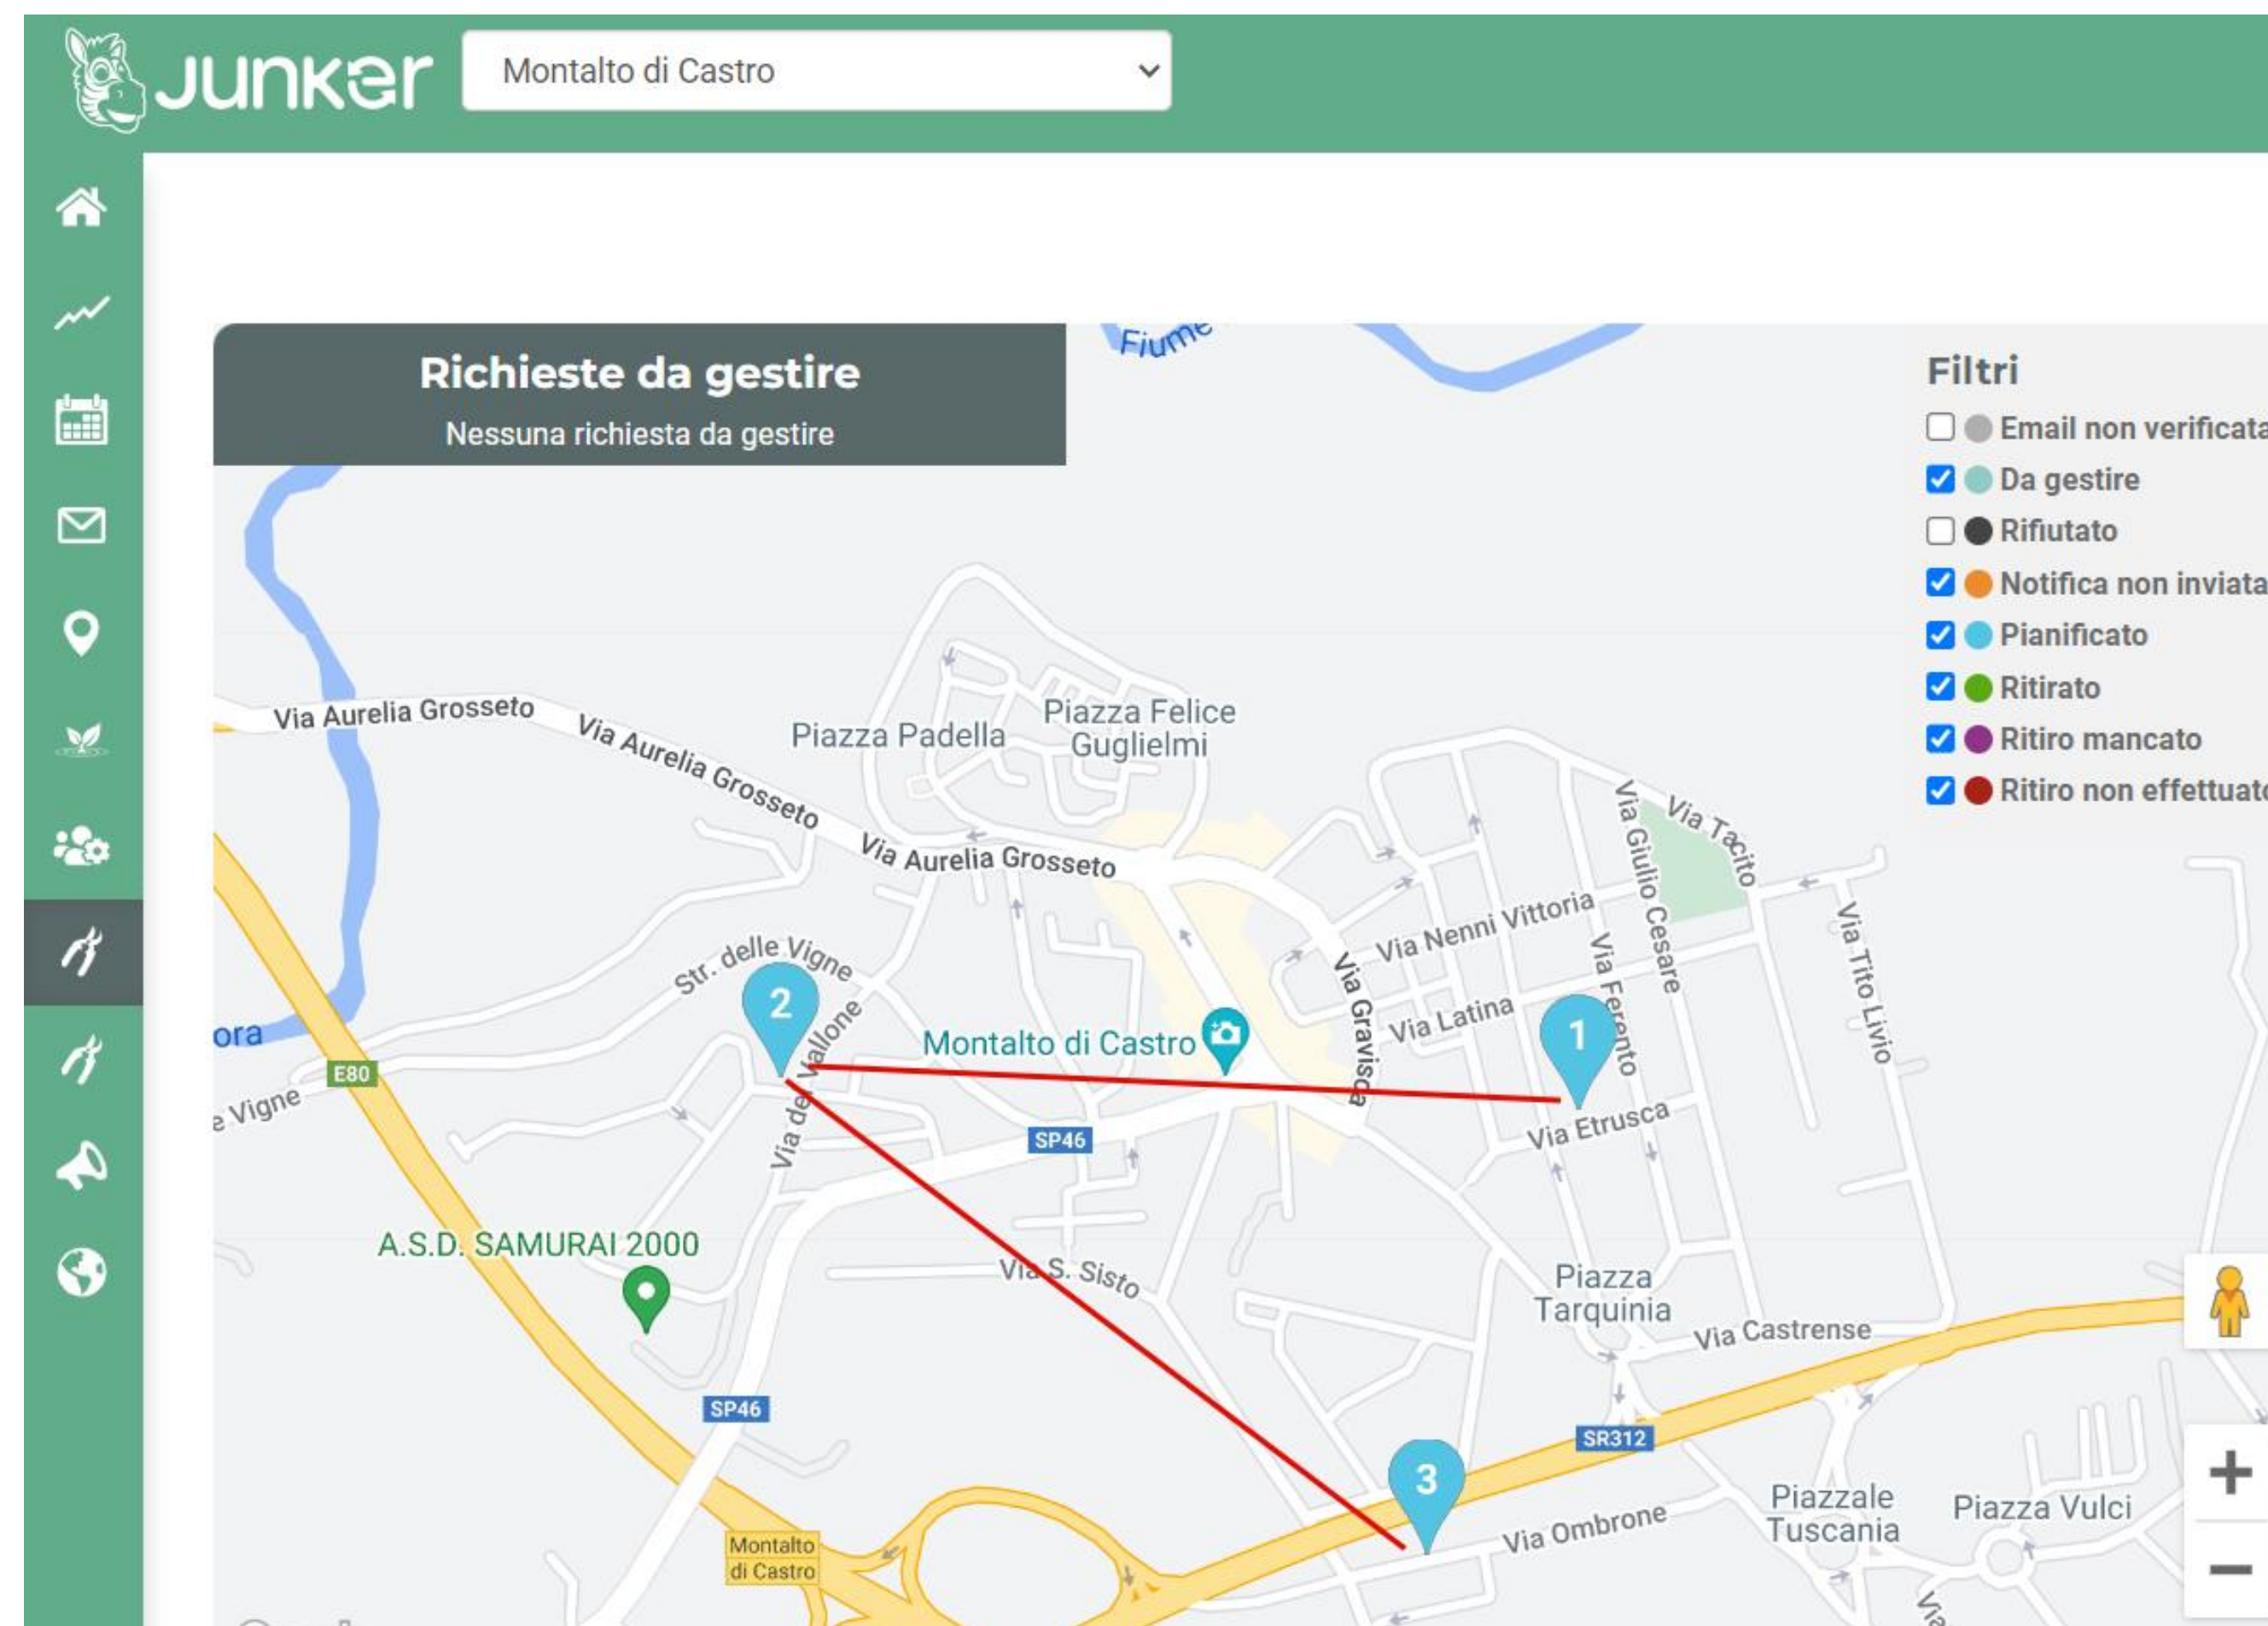 Junker
Montalto di Castro
Richieste da gestire
Nessuna richiesta da gestire
Fiume
Filtri
Email non verificata
Da gestire
Rifiutato
Notifica non inviata
Pianificato
Ritirato
Ritiro mancato
Ritiro non effettuato
Via Aurelia Grosseto
Via Aurelia Grosseto
Via Aurelia Grosseto
Piazza Padella
Piazza Felice
Guglielmi
Via Giulio Cesare
Via Tacito
Via Nenni Vittoria
Via Ferento
Via Tito Livio
Str. delle Vigne
2
Via del Vallone
Montalto di Castro
Via Gravisca
Via Latina
1
ora
E80
e Vigne
SP46
Via Etrusca
A.S.D. SAMURAI 2000
Via S. Sisto
Piazza
Tarquinia
Via Castrense
SP46
SR312
3
Via Ombrone
Piazzale
Tuscania
Piazza Vulci
Montalto
di Castro
Via